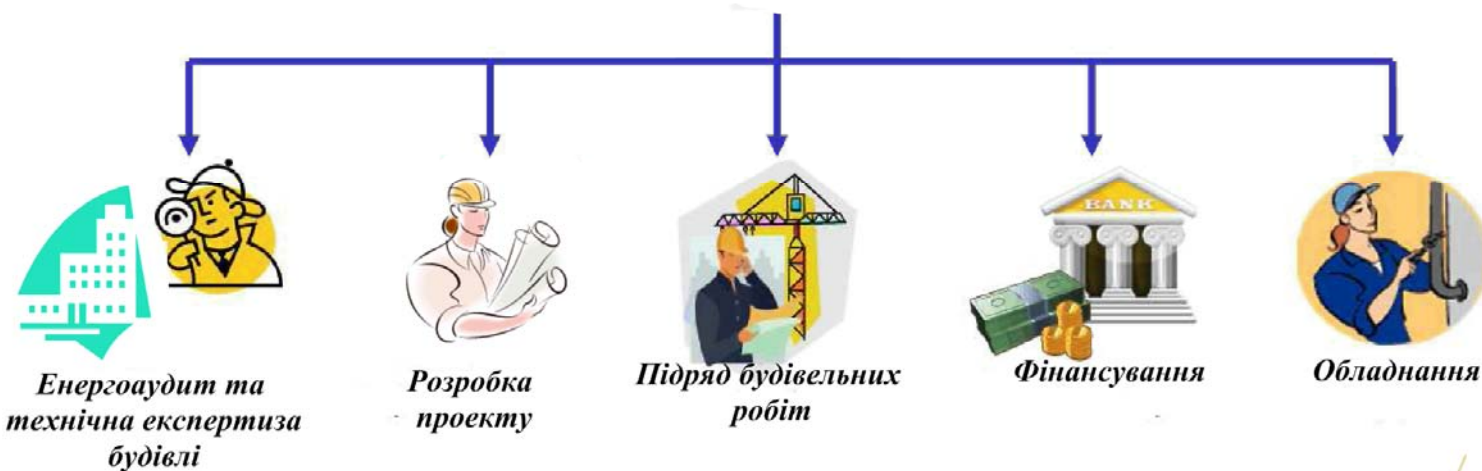 BANK
Енергоаудит та
технічна експертиза
будівлі
Розробка
проекту
Підряд будівельних
робіт
Фінансування
Обладнання